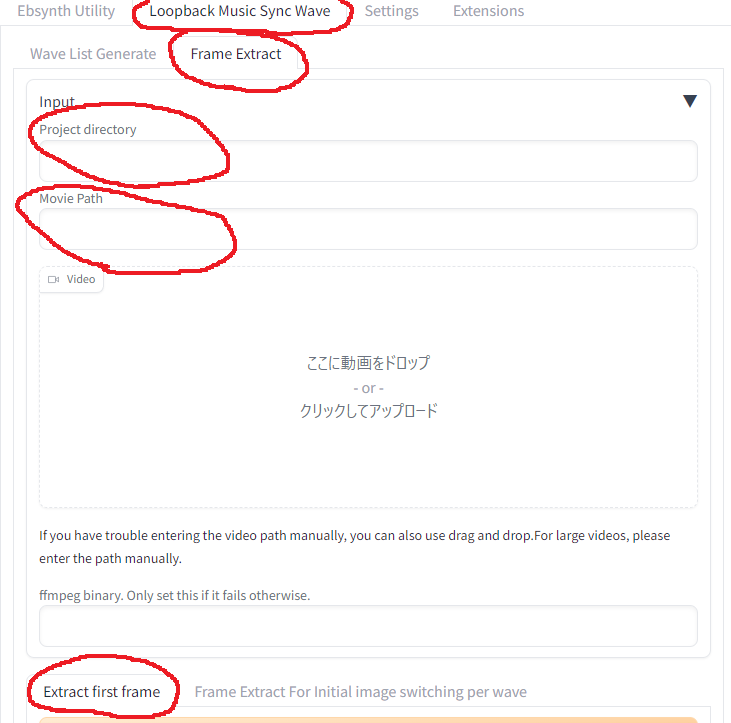 Ebsynth Utility Loopback Music Sync Wave Settings Extensions
Wave List Generate Frame Extract
Input ▼
Project directory
Movie Path
Video
ここに動画をドロップ
- or -
クリックしてアップロード
If you have trouble entering the video path manually, you can also use drag and drop.For large videos, please
enter the path manually.
ffmpeg binary. Only set this if it fails otherwise.
Extract first frame Frame Extract For Initial image switching per wave